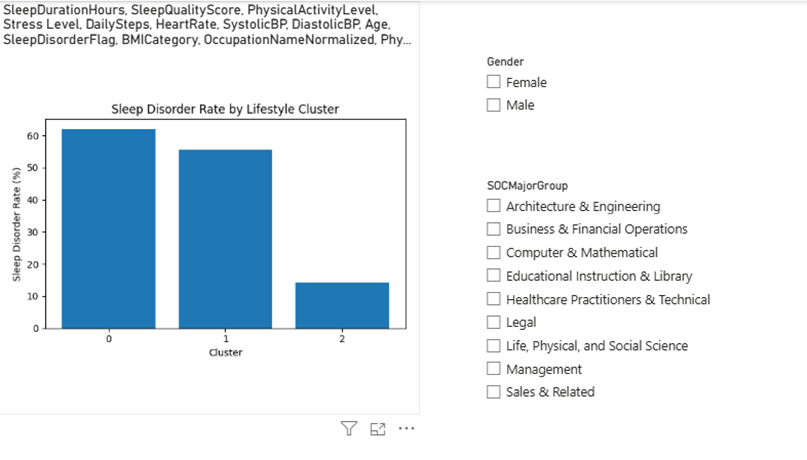 SleepDurationHours, SleepQualityScore, PhysicalActivityLevel,
Stress Level, DailySteps, HeartRate, SystolicBP, DiastolicBP, Age,
SleepDisorderFlag, BMICategory, OccupationNameNormalized, Phy...
Sleep Disorder Rate by Lifestyle Cluster
Sleep Disorder Rate (%)
60
50
40
30
20
10
0
0 1 2
Cluster
Gender
Female
Male
SOCMajorGroup
Architecture & Engineering
Business & Financial Operations
Computer & Mathematical
Educational Instruction & Library
Healthcare Practitioners & Technical
Legal
Life, Physical, and Social Science
Management
Sales & Related